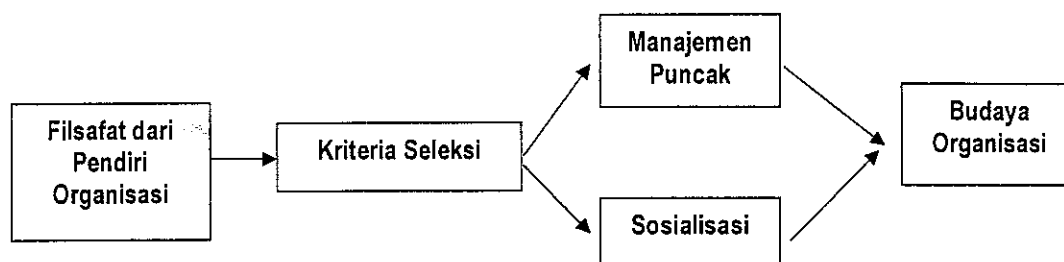 Filsafat dari
Pendiri
Organisasi
Kriteria Seleksi
Manajemen
Puncak
Sosialisasi
Budaya
Organisasi